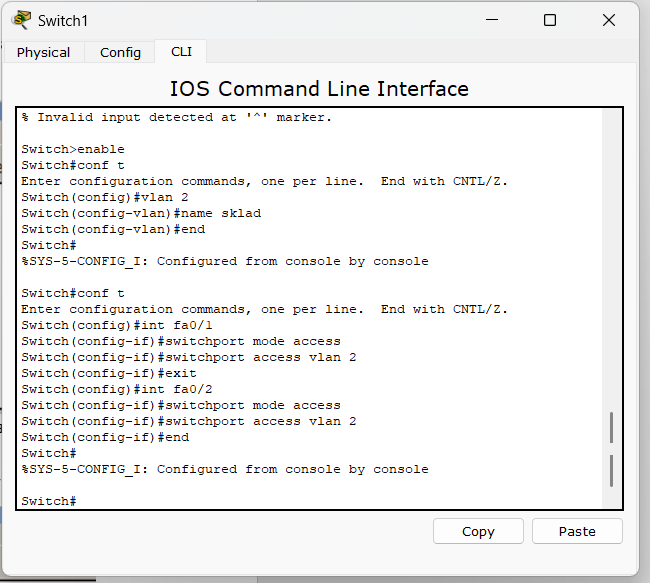 Switch1
Physical Config CLI
IOS Command Line Interface
% Invalid input detected at '^' marker.
Switch>enable
Switch#conf t
Enter configuration commands, one per line.  End with CNTL/Z.
Switch(config)#vlan 2
Switch(config-vlan)#name sklad
Switch(config-vlan)#end
Switch#
%SYS-5-CONFIG_I: Configured from console by console
Switch#conf t
Enter configuration commands, one per line.  End with CNTL/Z.
Switch(config)#int fa0/1
Switch(config-if)#switchport mode access
Switch(config-if)#switchport access vlan 2
Switch(config-if)#exit
Switch(config)#int fa0/2
Switch(config-if)#switchport mode access
Switch(config-if)#switchport access vlan 2
Switch(config-if)#end
Switch#
%SYS-5-CONFIG_I: Configured from console by console
Switch#
Copy Paste